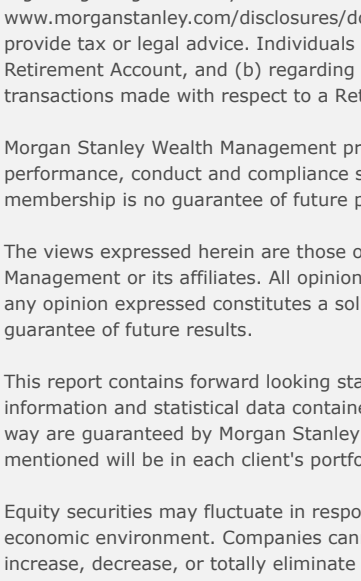 www.morganstanley.com/disclosures/d
provide tax or legal advice. Individuals
Retirement Account, and (b) regarding
transactions made with respect to a Re
Morgan Stanley Wealth Management pr
performance, conduct and compliance s
membership is no guarantee of future p
The views expressed herein are those o
Management or its affiliates. All opinion
any opinion expressed constitutes a sol
guarantee of future results.
This report contains forward looking sta
information and statistical data contain
way are guaranteed by Morgan Stanley
mentioned will be in each client's portfo
Equity securities may fluctuate in respo
economic environment. Companies can
increase, decrease, or totally eliminate